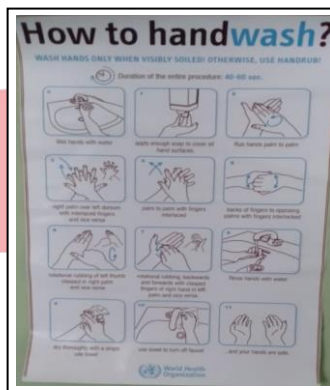 How to handwash?
WASH HANDS ONLY WHEN VISIBLY SOILED! OTHERWISE, USE HANDRUB!
Duration of the entire procedure: 40-60 sec.
Wet hands with water
apply enough soap to cover all
hand surfaces.
Rub hands palm to palm
right palm over left dorsum
with interlaced fingers
and vice versa
palm to palm with fingers
interlaced
backs of fingers to opposing
palms with fingers interlocked
rotational rubbing of left thumb
clasped in right palm
and vice versa
rotational rubbing, backwards
and forwards with clasped
fingers of right hand in left
palm and vice versa.
Rinse hands with water
dry thoroughly with a single
use towel
use towel to turn off faucet
...and your hands are safe.
World Health
Organization